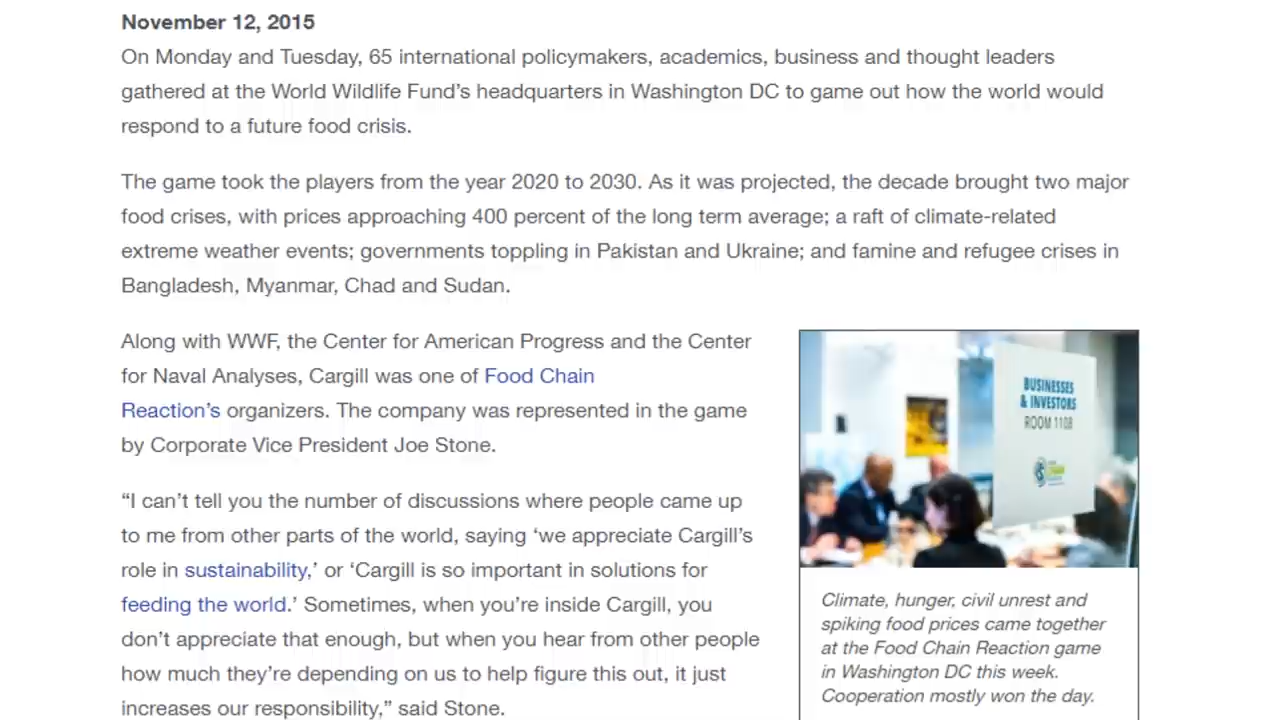 November 12, 2015
On Monday and Tuesday, 65 international policymakers, academics, business and thought leaders
gathered at the World Wildlife Fund’s headquarters in Washington DC to game out how the world would
respond to a future food crisis.
The game took the players from the year 2020 to 2030. As it was projected, the decade brought two major
food crises, with prices approaching 400 percent of the long term average; a raft of climate-related
extreme weather events; governments toppling in Pakistan and Ukraine; and famine and refugee crises in
Bangladesh, Myanmar, Chad and Sudan.
Along with WWF, the Center for American Progress and the Center
for Naval Analyses, Cargill was one of Food Chain
Reaction’s organizers. The company was represented in the game
by Corporate Vice President Joe Stone.
“I can’t tell you the number of discussions where people came up
to me from other parts of the world, saying ‘we appreciate Cargill’s
role in sustainability,’ or ‘Cargill is so important in solutions for
feeding the world.’ Sometimes, when you’re inside Cargill, you
don’t appreciate that enough, but when you hear from other people
how much they’re depending on us to help figure this out, it just
increases our responsibility,” said Stone.
BUSINESSES
& INVESTORS
ROOM 1108
Climate, hunger, civil unrest and
spiking food prices came together
at the Food Chain Reaction game
in Washington DC this week.
Cooperation mostly won the day.